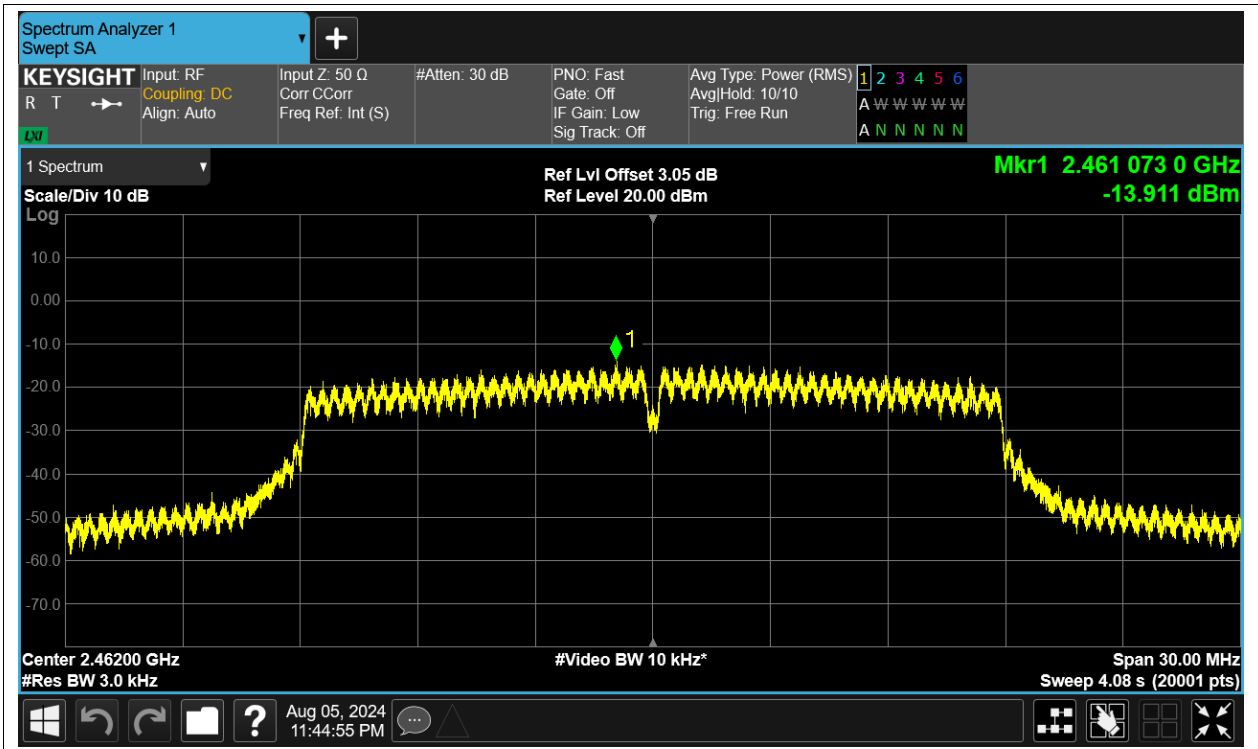 Spectrum Analyzer 1
Swept SA
+
KEYSIGHT
R T
LXI
Input: RF
Coupling: DC
Align: Auto
Input Z: 50 Ω
Corr CCorr
Freq Ref: Int (S)
#Atten: 30 dB
PNO: Fast
Gate: Off
IF Gain: Low
Sig Track: Off
Avg Type: Power (RMS)
Avg|Hold: 10/10
Trig: Free Run
1 2 3 4 5 6
A W W W W W
A N N N N N
1 Spectrum
Scale/Div 10 dB
Log
Ref Lvl Offset 3.05 dB
Ref Level 20.00 dBm
Mkr1 2.461 073 0 GHz
-13.911 dBm
10.0
0.00
-10.0
-20.0
-30.0
-40.0
-50.0
-60.0
-70.0
1
Center 2.46200 GHz
#Res BW 3.0 kHz
#Video BW 10 kHz*
Span 30.00 MHz
Sweep 4.08 s (20001 pts)
?
Aug 05, 2024
11:44:55 PM